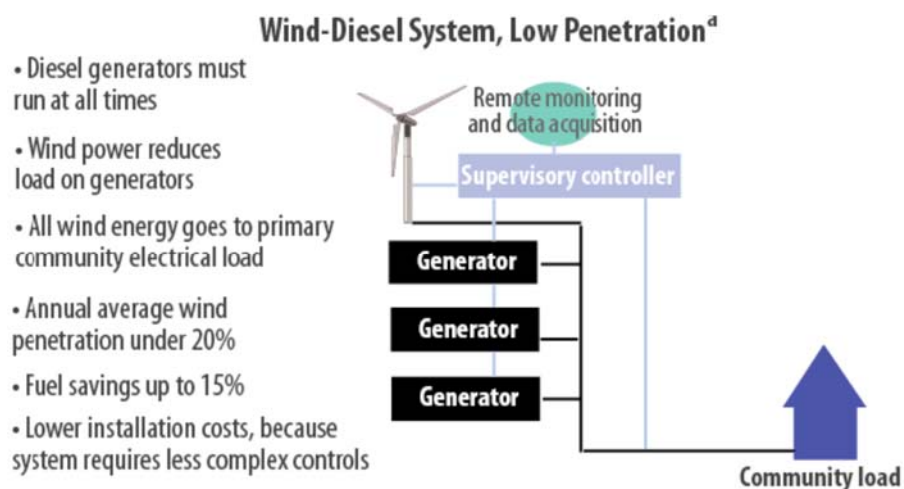 Wind-Diesel System, Low Penetrationᵈ
• Diesel generators must
run at all times
• Wind power reduces
load on generators
• All wind energy goes to primary
community electrical load
• Annual average wind
penetration under 20%
• Fuel savings up to 15%
• Lower installation costs, because
system requires less complex controls
Remote monitoring
and data acquisition
Supervisory controller
Generator
Generator
Generator
Community load